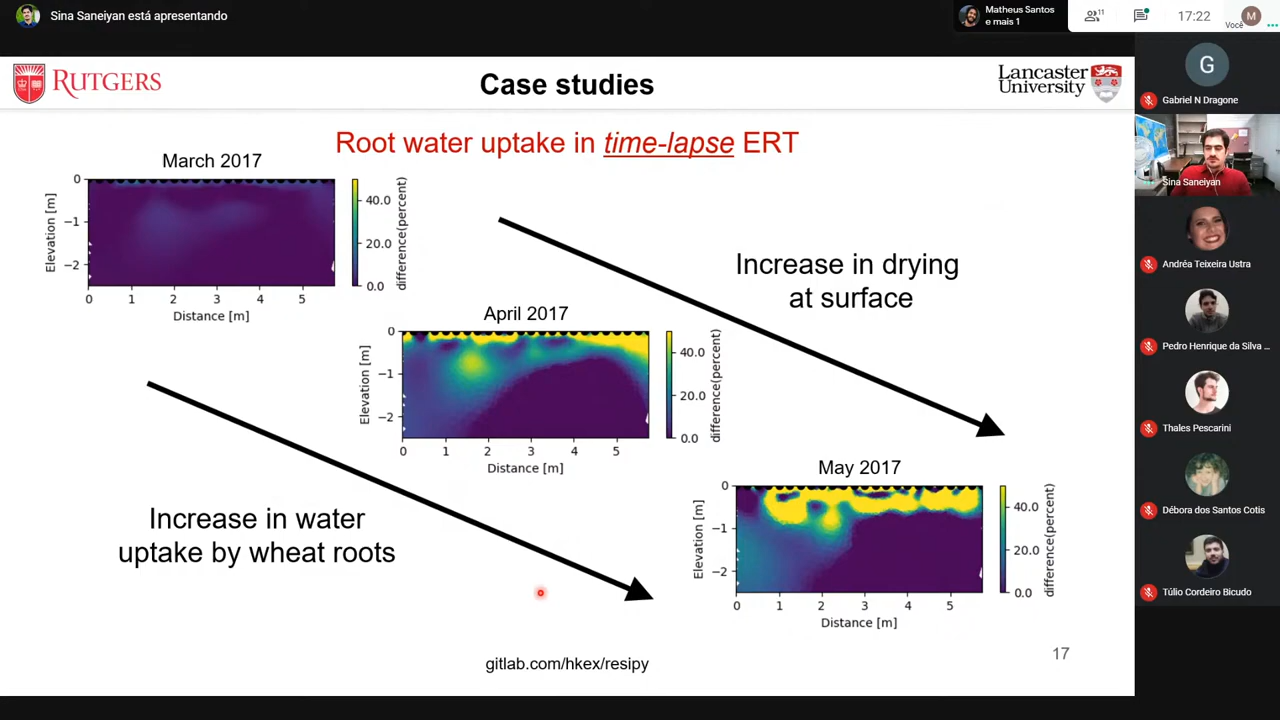 Sina Saneiyan está apresentando
Matheus Santos
e mais 1
11
17:22
Você
M
RUTGERS
Case studies
Lancaster
University
Root water uptake in time-lapse ERT
March 2017
0
−1
−2
Elevation [m]
0 1 2 3 4 5
Distance [m]
40.0
20.0
0.0
difference(percent)
Increase in drying
at surface
April 2017
0
−1
−2
Elevation [m]
0 1 2 3 4 5
Distance [m]
40.0
20.0
0.0
difference(percent)
Increase in water
uptake by wheat roots
May 2017
0
−1
−2
Elevation [m]
0 1 2 3 4 5
Distance [m]
40.0
20.0
0.0
difference(percent)
gitlab.com/hkex/resipy
17
G
Gabriel N Dragone
Sina Saneiyan
Andréa Teixeira Ustra
Pedro Henrique da Silva ...
Thales Pescarini
Débora dos Santos Cotis
Túlio Cordeiro Bicudo